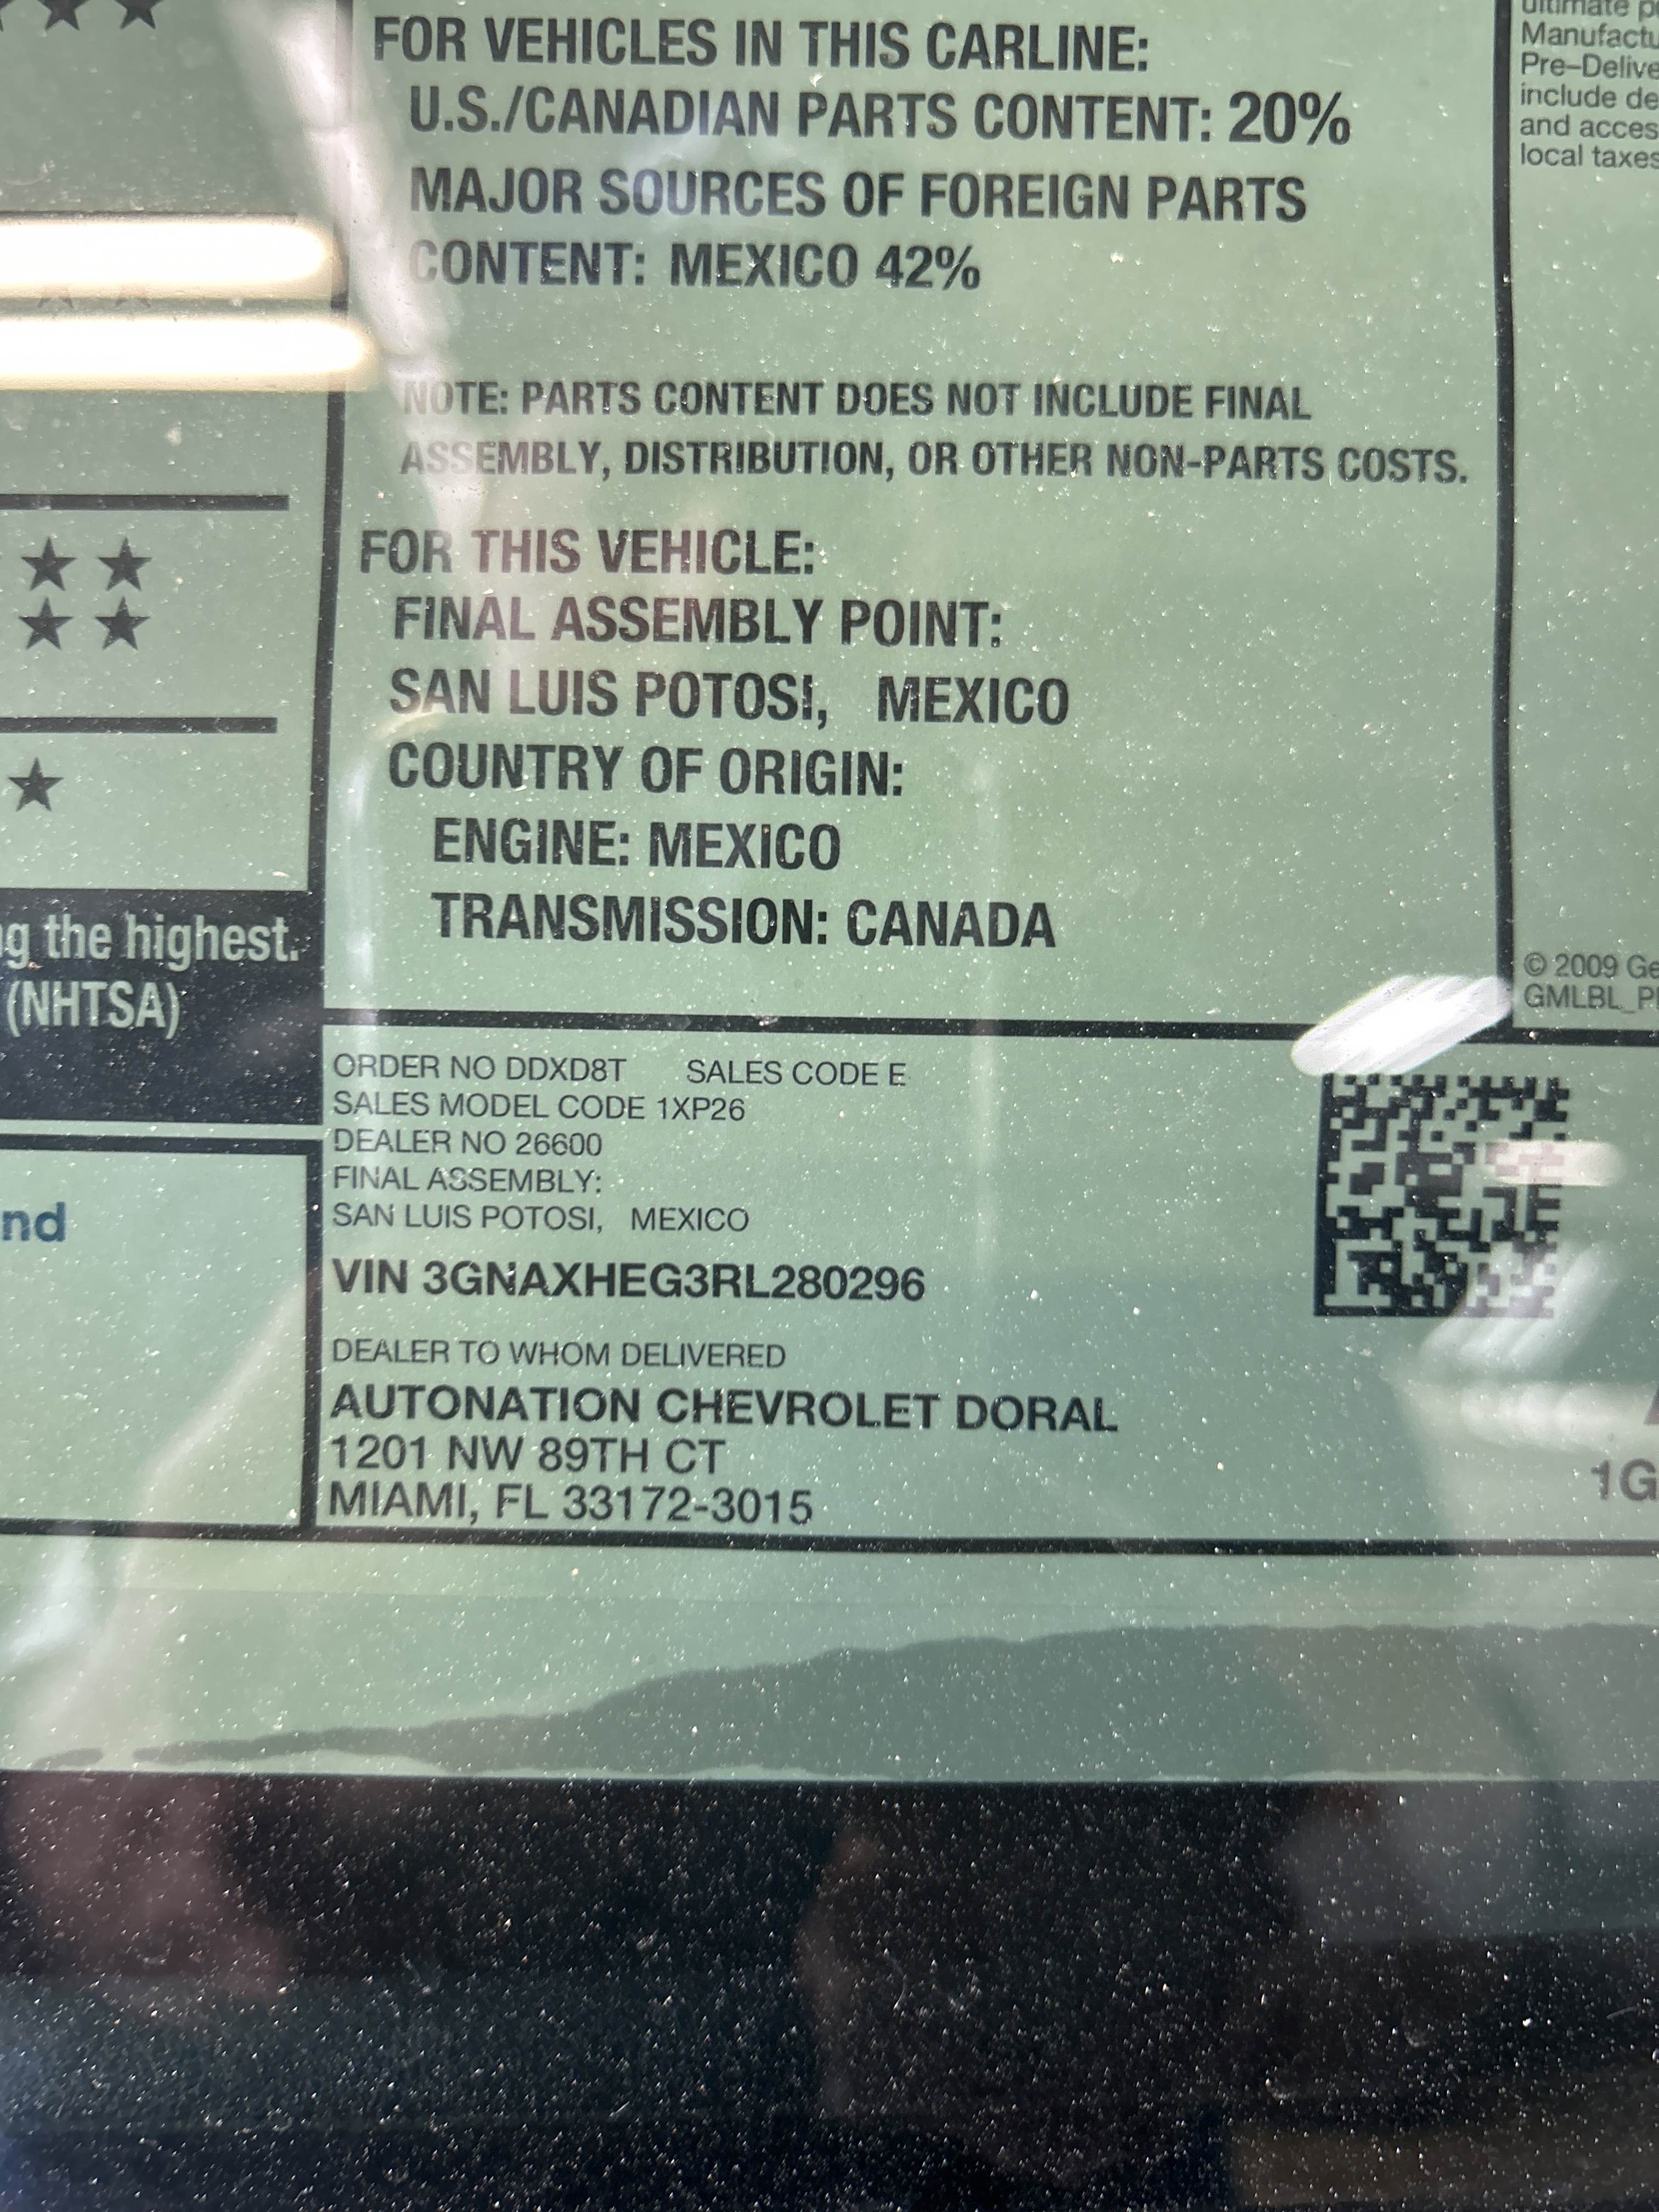 FOR VEHICLES IN THIS CARLINE:
U.S./CANADIAN PARTS CONTENT: 20%
MAJOR SOURCES OF FOREIGN PARTS
CONTENT: MEXICO 42%
NOTE: PARTS CONTENT DOES NOT INCLUDE FINAL
ASSEMBLY, DISTRIBUTION, OR OTHER NON-PARTS COSTS.
FOR THIS VEHICLE:
FINAL ASSEMBLY POINT:
SAN LUIS POTOSI, MEXICO
COUNTRY OF ORIGIN:
ENGINE: MEXICO
TRANSMISSION: CANADA
the highest.
(NHTSA)
ORDER NO DDXD8T SALES CODE E
SALES MODEL CODE 1XP26
DEALER NO 26600
FINAL ASSEMBLY:
SAN LUIS POTOSI, MEXICO
VIN 3GNAXHEG3RL280296
DEALER TO WHOM DELIVERED
AUTONATION CHEVROLET DORAL
1201 NW 89TH CT
MIAMI, FL 33172-3015
nd
ultimate p
Manufactu
Pre-Delive
include de
and acces
local taxes
© 2009 Ge
GMLBL_P
1G